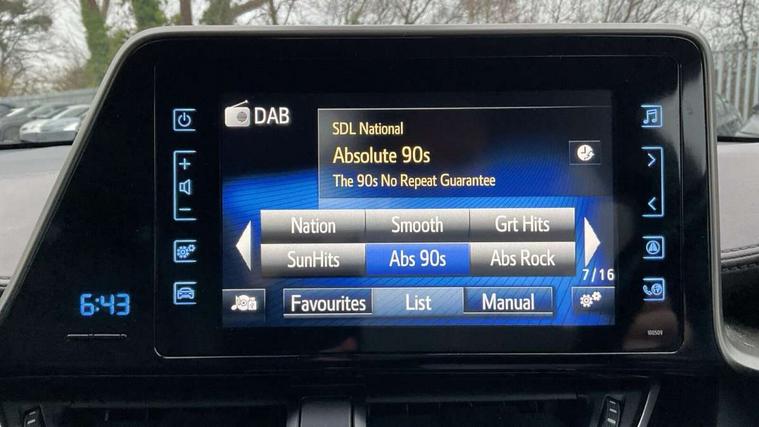 DAB
SDL National
Absolute 90s
The 90s No Repeat Guarantee
Nation Smooth Grt Hits
SunHits Abs 90s Abs Rock
7/16
Favourites List Manual
6:43
100509